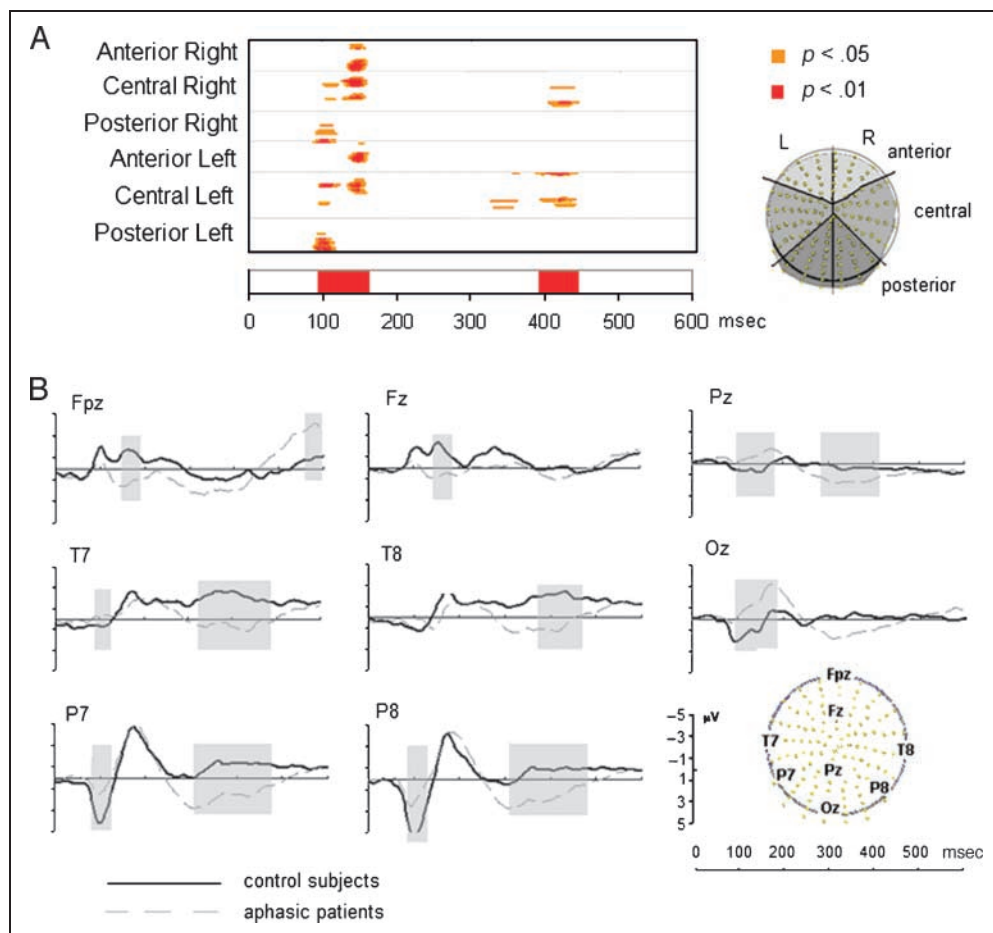 A
Anterior Right
Central Right
Posterior Right
Anterior Left
Central Left
Posterior Left
p < .05
p < .01
L R
anterior
central
posterior
0 100 200 300 400 500 600 msec
B
Fpz
Fz
Pz
T7
T8
Oz
P7
P8
-5 µV
-3
-1
1
3
5
Fpz
Fz
T7
T8
P7
Pz
P8
Oz
0 100 200 300 400 500 msec
control subjects
aphasic patients